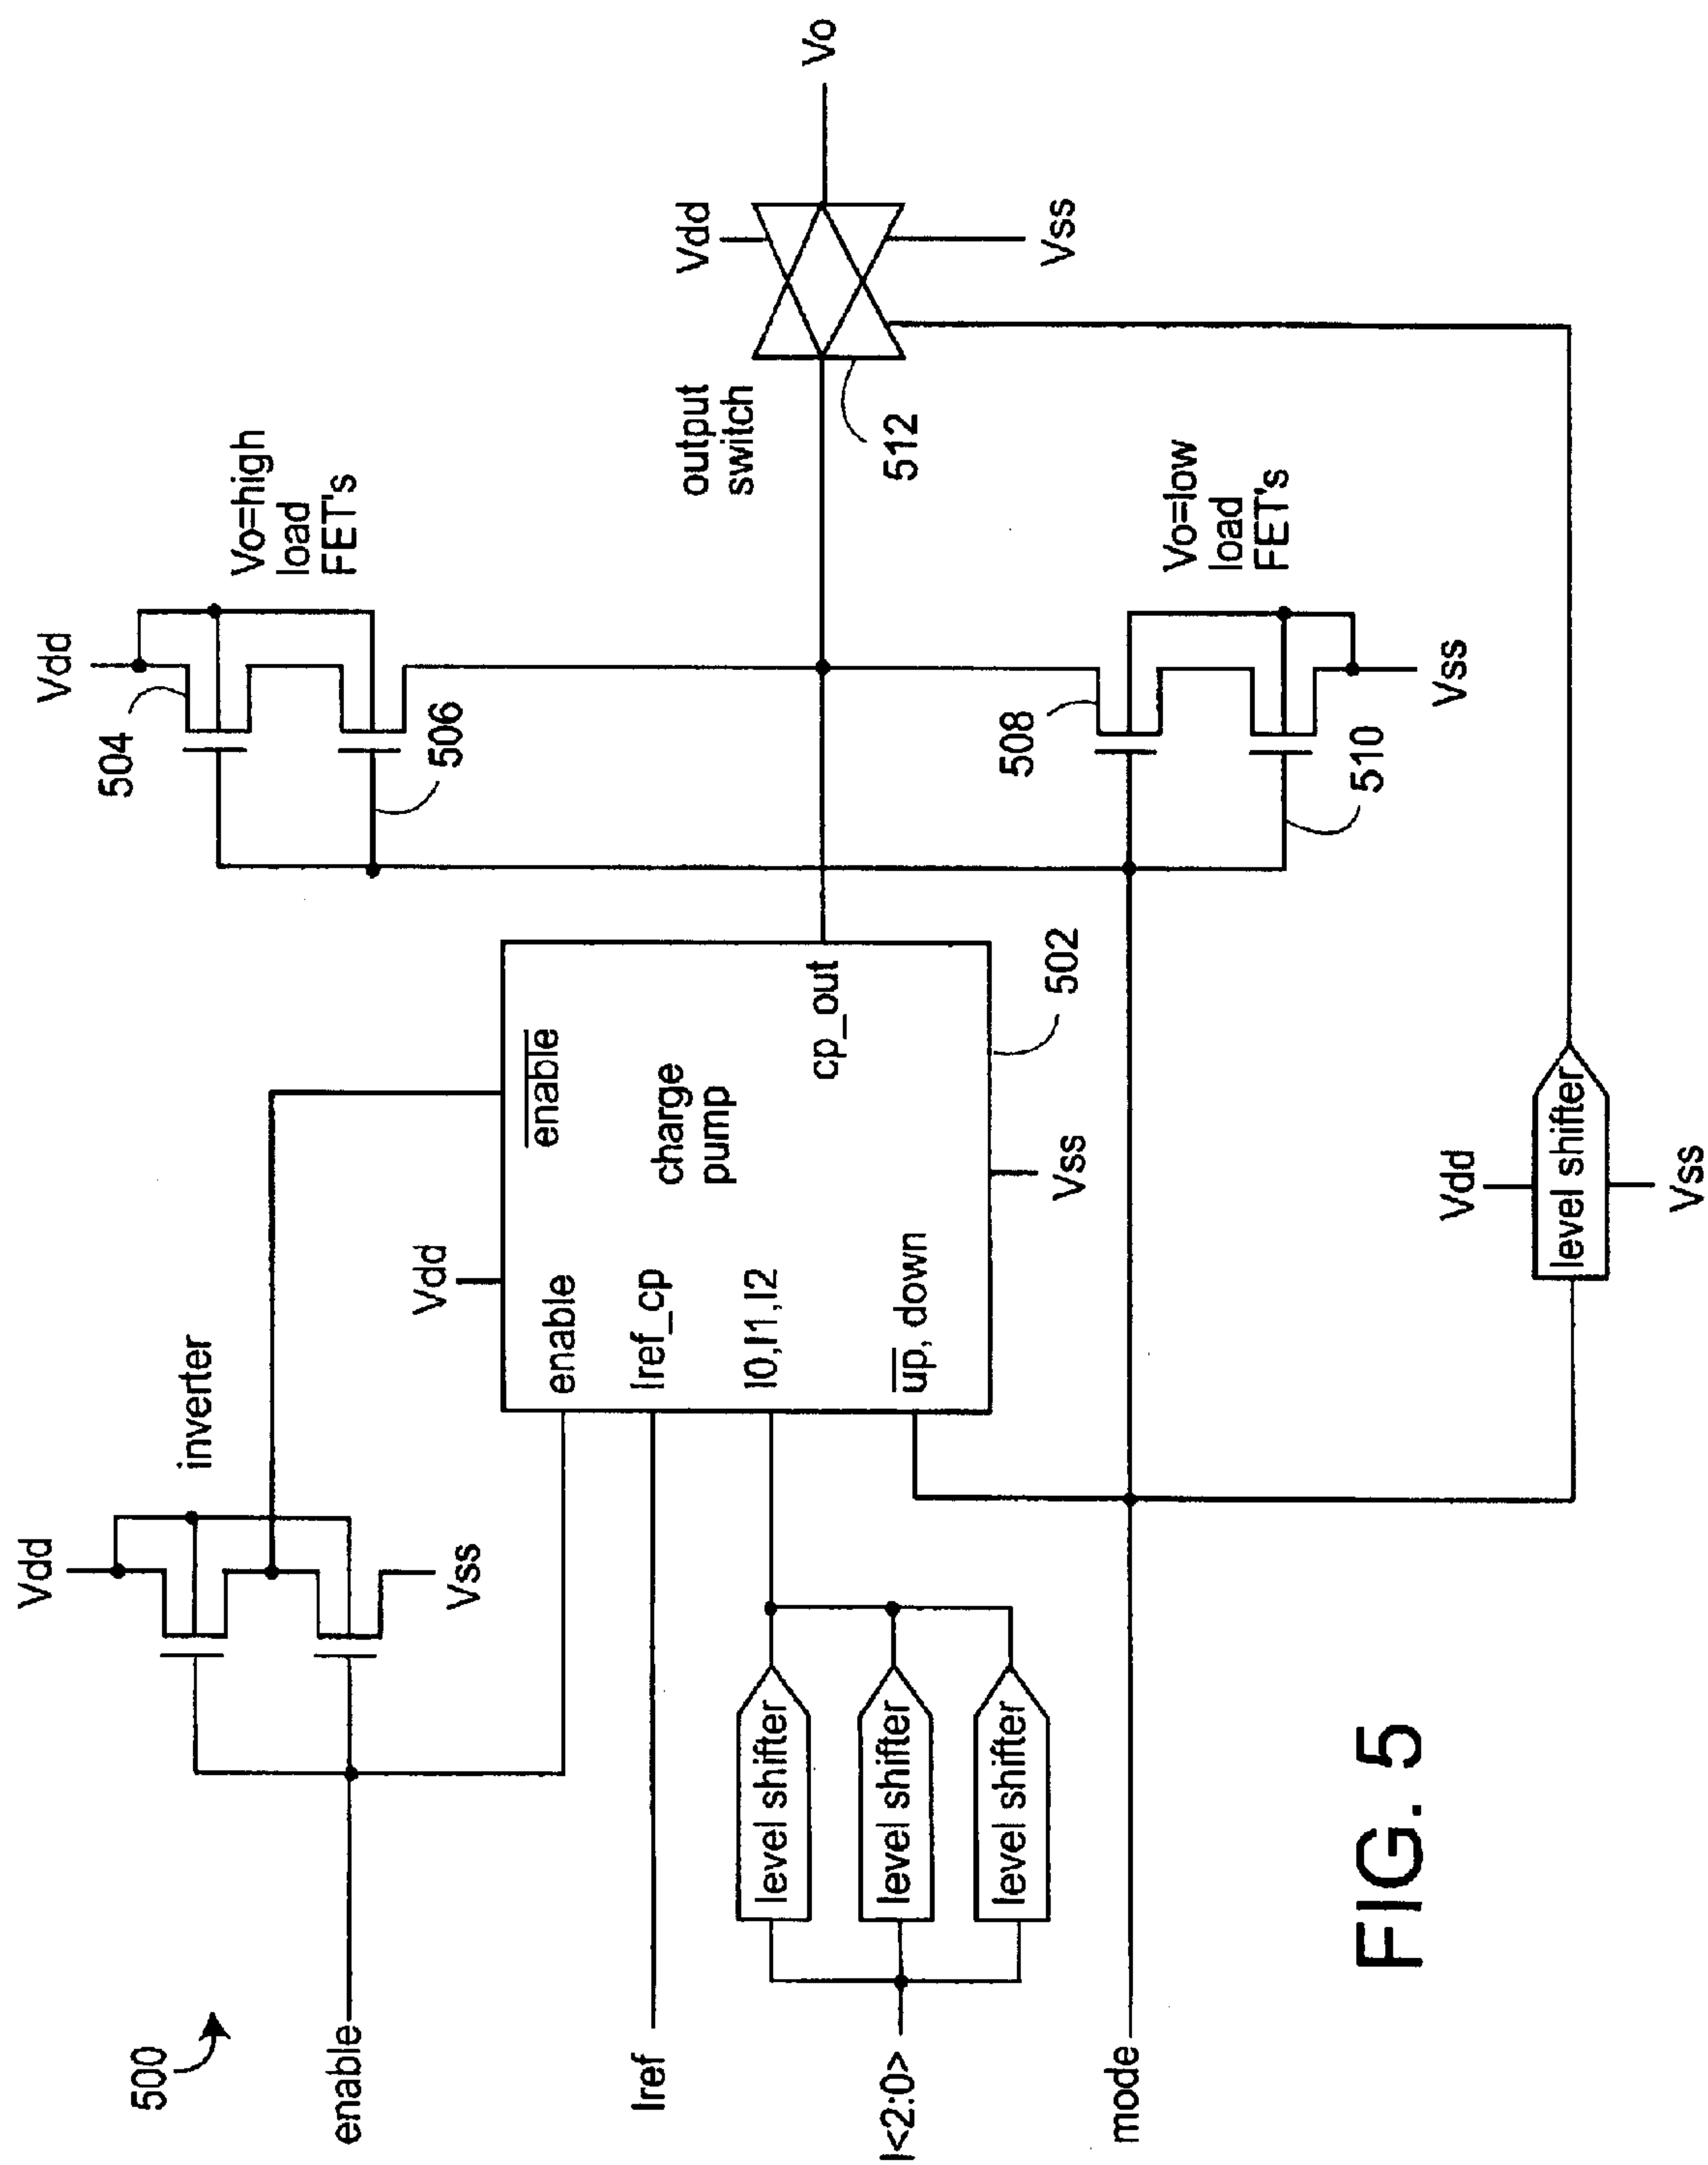 500
enable
Iref
I<2:0>
mode
Vdd
inverter
Vss
level shifter
level shifter
level shifter
Vdd
enable
enable
Iref_cp
I0,I1,I2
up, down
charge
pump
cp_out
Vss
502
Vdd
504
506
Vo=high
load
FET's
508
510
Vo=low
load
FET's
Vss
output
switch
512
Vdd
Vss
Vo
Vdd
level shifter
Vss
FIG. 5